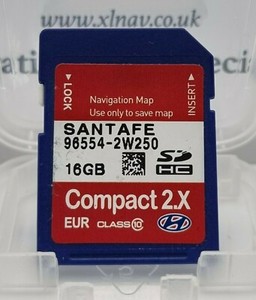 www.xlnav.co.uk
LOCK
Navigation Map
Use only to save map
INSERT
SANTAFE
96554-2W250
16GB
SD
HC
Compact 2.X
EUR CLASS 10